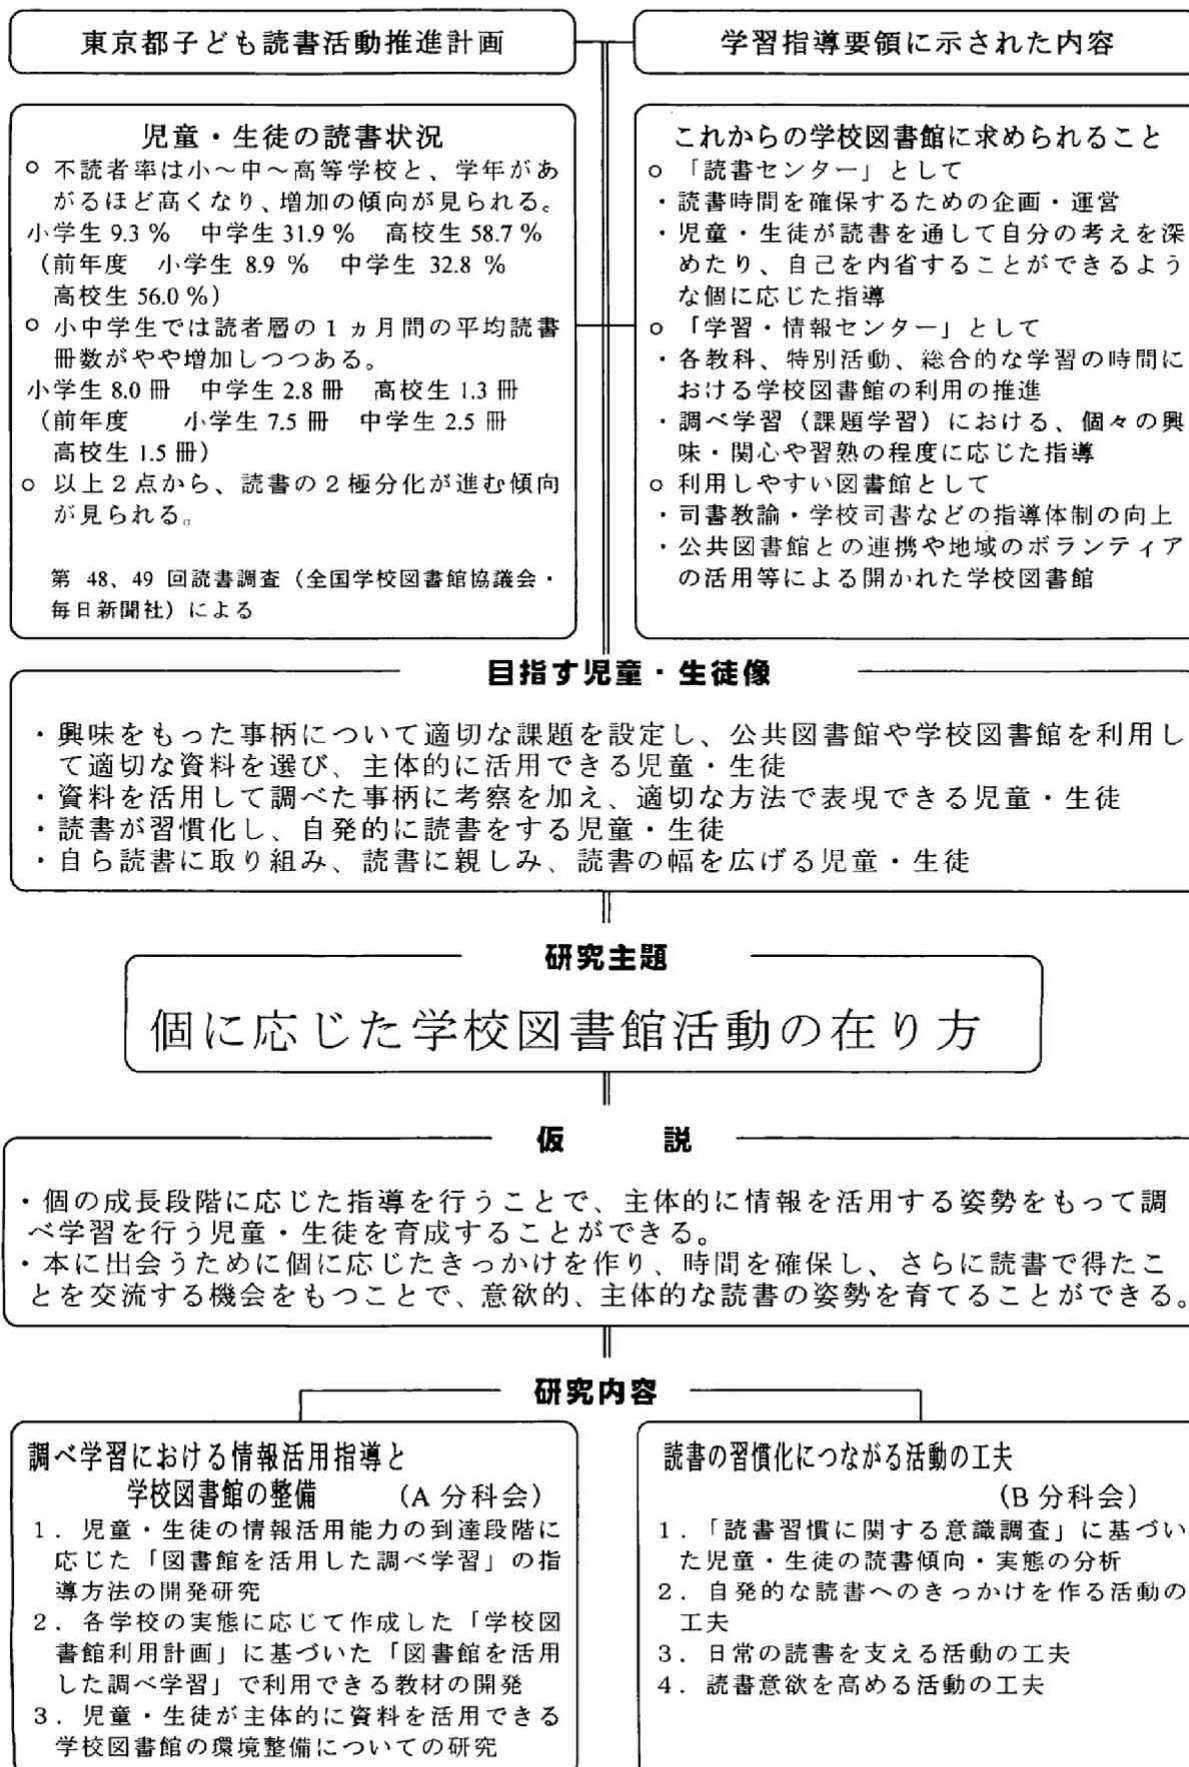 東京都子ども読書活動推進計画
学習指導要領に示された内容
児童・生徒の読書状況
○ 不読者率は小～中～高等学校と、学年があ
がるほど高くなり、増加の傾向が見られる。
小学生 9.3 % 中学生 31.9 % 高校生 58.7 %
（前年度 小学生 8.9 % 中学生 32.8 %
高校生 56.0 %）
○ 小中学生では読者層の1ヵ月間の平均読書
冊数がやや増加しつつある。
小学生 8.0 冊 中学生 2.8 冊 高校生 1.3 冊
（前年度 小学生 7.5 冊 中学生 2.5 冊
高校生 1.5 冊）
○ 以上2点から、読書の2極分化が進む傾向
が見られる。
第 48、49 回読書調査（全国学校図書館協議会・
毎日新聞社）による
これからの学校図書館に求められること
○ 「読書センター」として
・読書時間を確保するための企画・運営
・児童・生徒が読書を通して自分の考えを深
めたり、自己を内省することができるよう
な個に応じた指導
○ 「学習・情報センター」として
・各教科、特別活動、総合的な学習の時間に
おける学校図書館の利用の推進
・調べ学習（課題学習）における、個々の興
味・関心や習熟の程度に応じた指導
○ 利用しやすい図書館として
・司書教諭・学校司書などの指導体制の向上
・公共図書館との連携や地域のボランティア
の活用等による開かれた学校図書館
目指す児童・生徒像
・興味をもった事柄について適切な課題を設定し、公共図書館や学校図書館を利用し
て適切な資料を選び、主体的に活用できる児童・生徒
・資料を活用して調べた事柄に考察を加え、適切な方法で表現できる児童・生徒
・読書が習慣化し、自発的に読書をする児童・生徒
・自ら読書に取り組み、読書に親しみ、読書の幅を広げる児童・生徒
研究主題
個に応じた学校図書館活動の在り方
仮 説
・個の成長段階に応じた指導を行うことで、主体的に情報を活用する姿勢をもって調
べ学習を行う児童・生徒を育成することができる。
・本に出会うために個に応じたきっかけを作り、時間を確保し、さらに読書で得たこ
とを交流する機会をもつことで、意欲的、主体的な読書の姿勢を育てることができる。
研究内容
調べ学習における情報活用指導と
学校図書館の整備 （A 分科会）
1．児童・生徒の情報活用能力の到達段階に
応じた「図書館を活用した調べ学習」の指
導方法の開発研究
2．各学校の実態に応じて作成した「学校図
書館利用計画」に基づいた「図書館を活用
した調べ学習」で利用できる教材の開発
3．児童・生徒が主体的に資料を活用できる
学校図書館の環境整備についての研究
読書の習慣化につながる活動の工夫
（B 分科会）
1．「読書習慣に関する意識調査」に基づい
た児童・生徒の読書傾向・実態の分析
2．自発的な読書へのきっかけを作る活動の
工夫
3．日常の読書を支える活動の工夫
4．読書意欲を高める活動の工夫